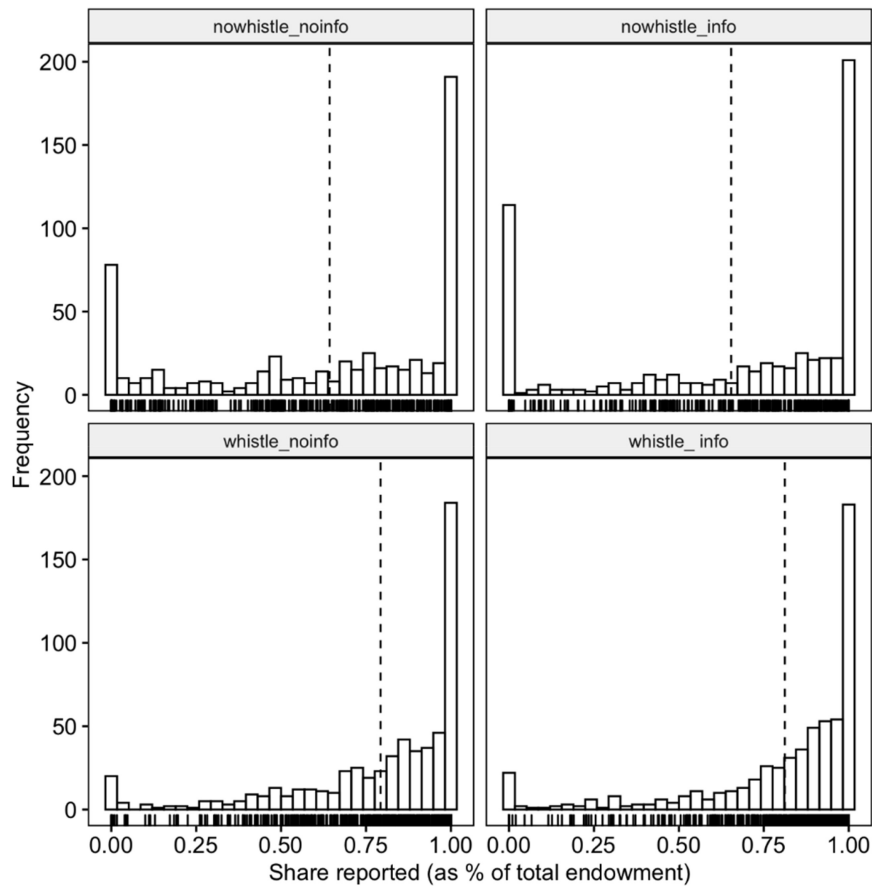 nowhistle_noinfo
nowhistle_info
200
150
100
50
0
Frequency
whistle_noinfo
whistle_ info
200
150
100
50
0
0.00 0.25 0.50 0.75 1.00 0.00 0.25 0.50 0.75 1.00
Share reported (as % of total endowment)